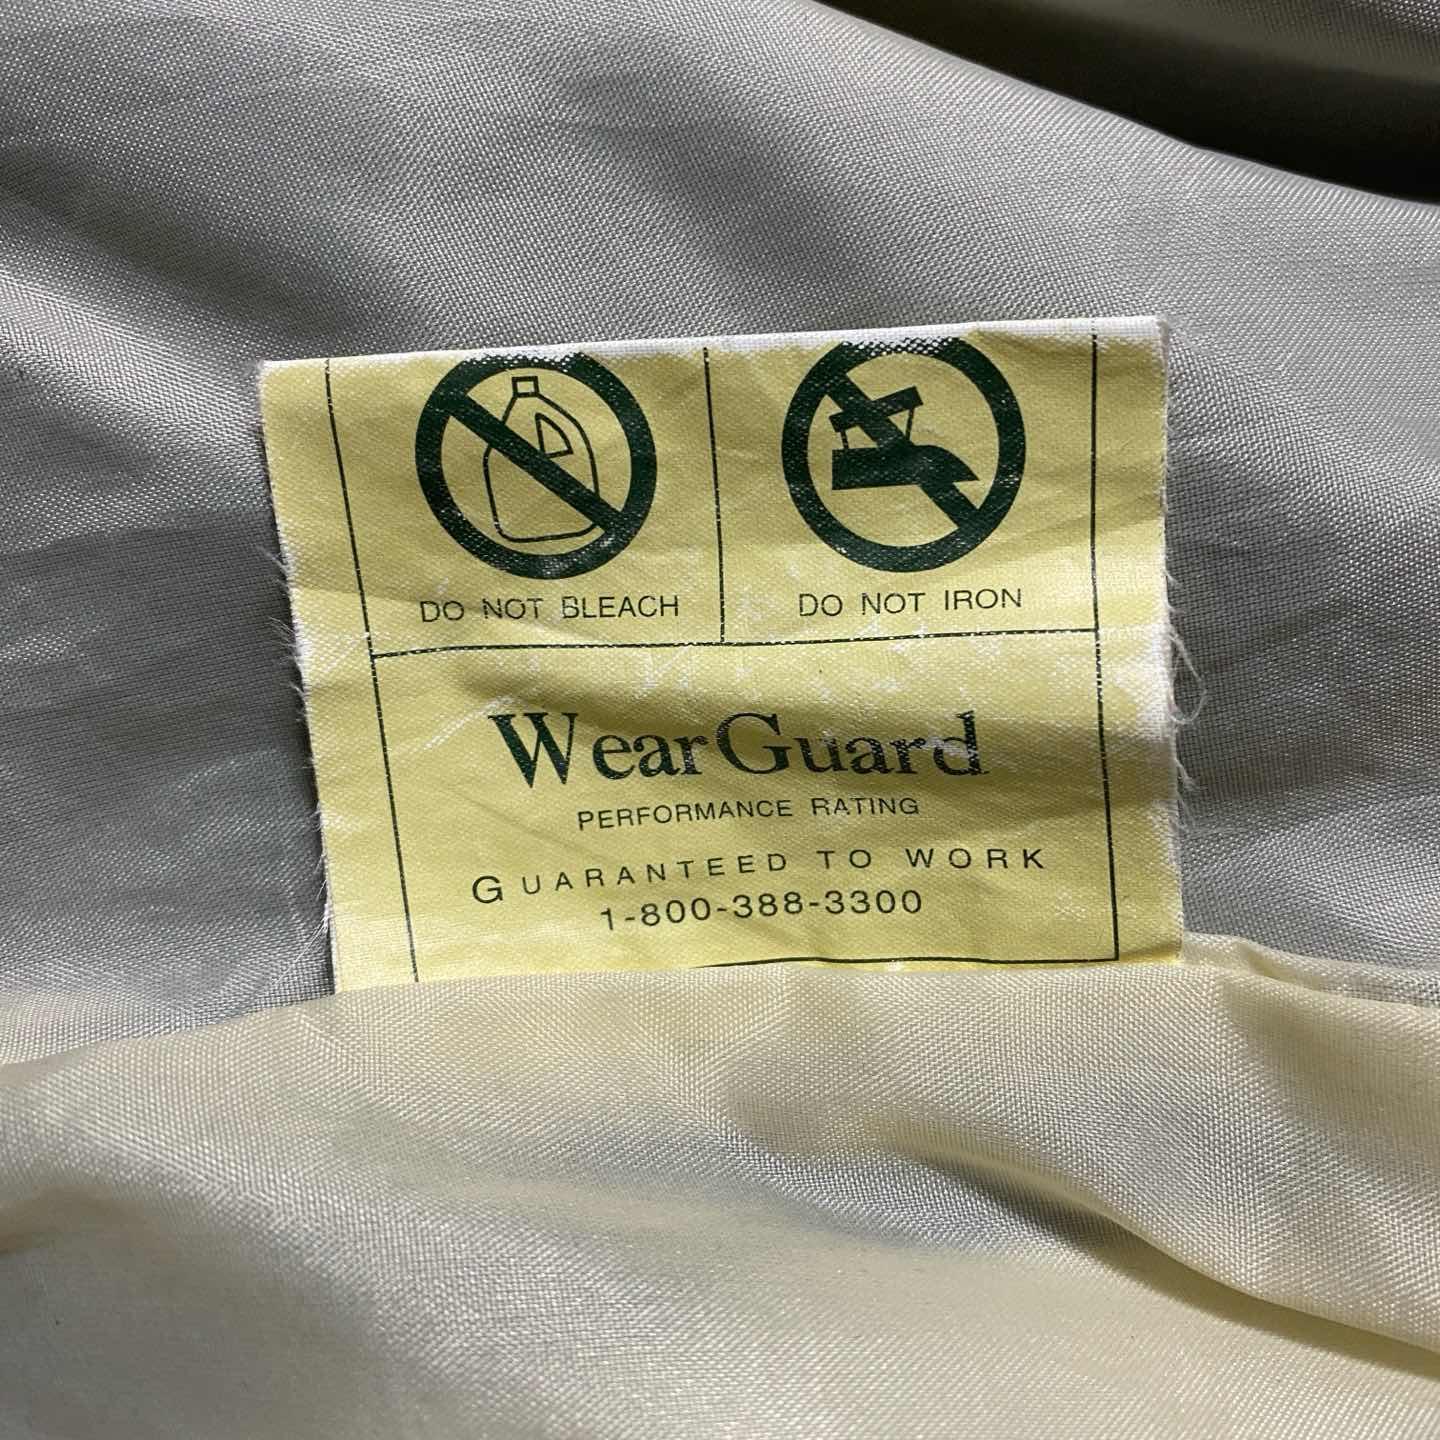 DO NOT BLEACH
DO NOT IRON
WearGuard
PERFORMANCE RATING
GUARANTEED TO WORK
1-800-388-3300